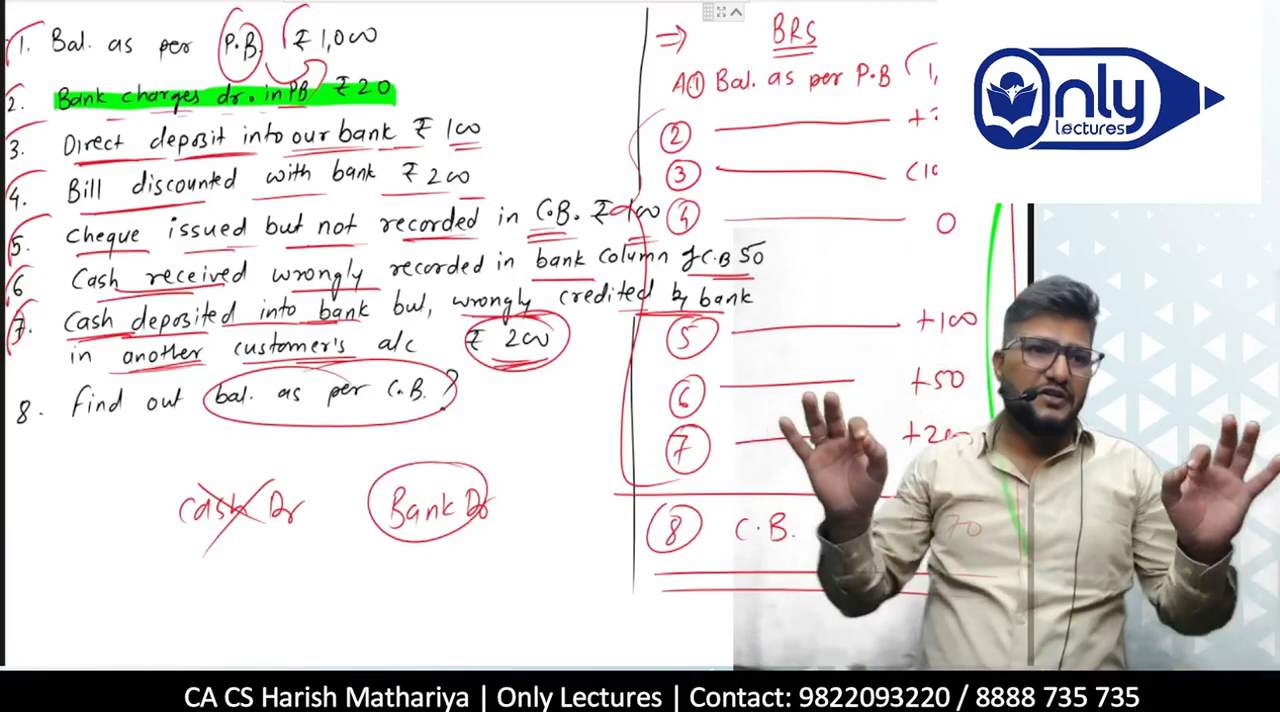 1. Bal. as per P.B. ₹ 1,000
2. Bank charges dr. in PB ₹ 20
3. Direct deposit into our bank ₹ 100
4. Bill discounted with bank ₹ 200
5. Cheque issued but not recorded in C.B. ₹ 100
6 Cash received wrongly recorded in bank column of C.B 50
7. Cash deposited into bank but, wrongly credited by bank
in another customer's a/c ₹ 200
8. Find out bal. as per C.B.?
Cash Dr Bank Dr
⇒ BRS
A① Bal. as per P.B
②
③
④ 0
⑤ +100
⑥ +50
⑦
⑧ C.B. 70
Only
Lectures
CA CS Harish Mathariya | Only Lectures | Contact: 9822093220 / 8888 735 735